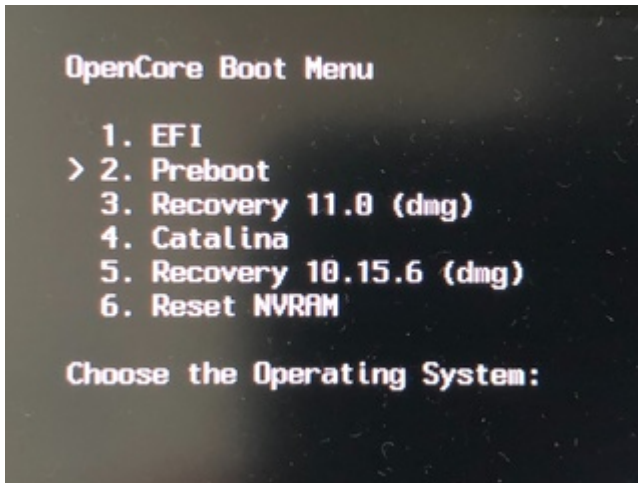 OpenCore Boot Menu
1. EFI
> 2. Preboot
3. Recovery 11.0 (dmg)
4. Catalina
5. Recovery 10.15.6 (dmg)
6. Reset NVRAM
Choose the Operating System: